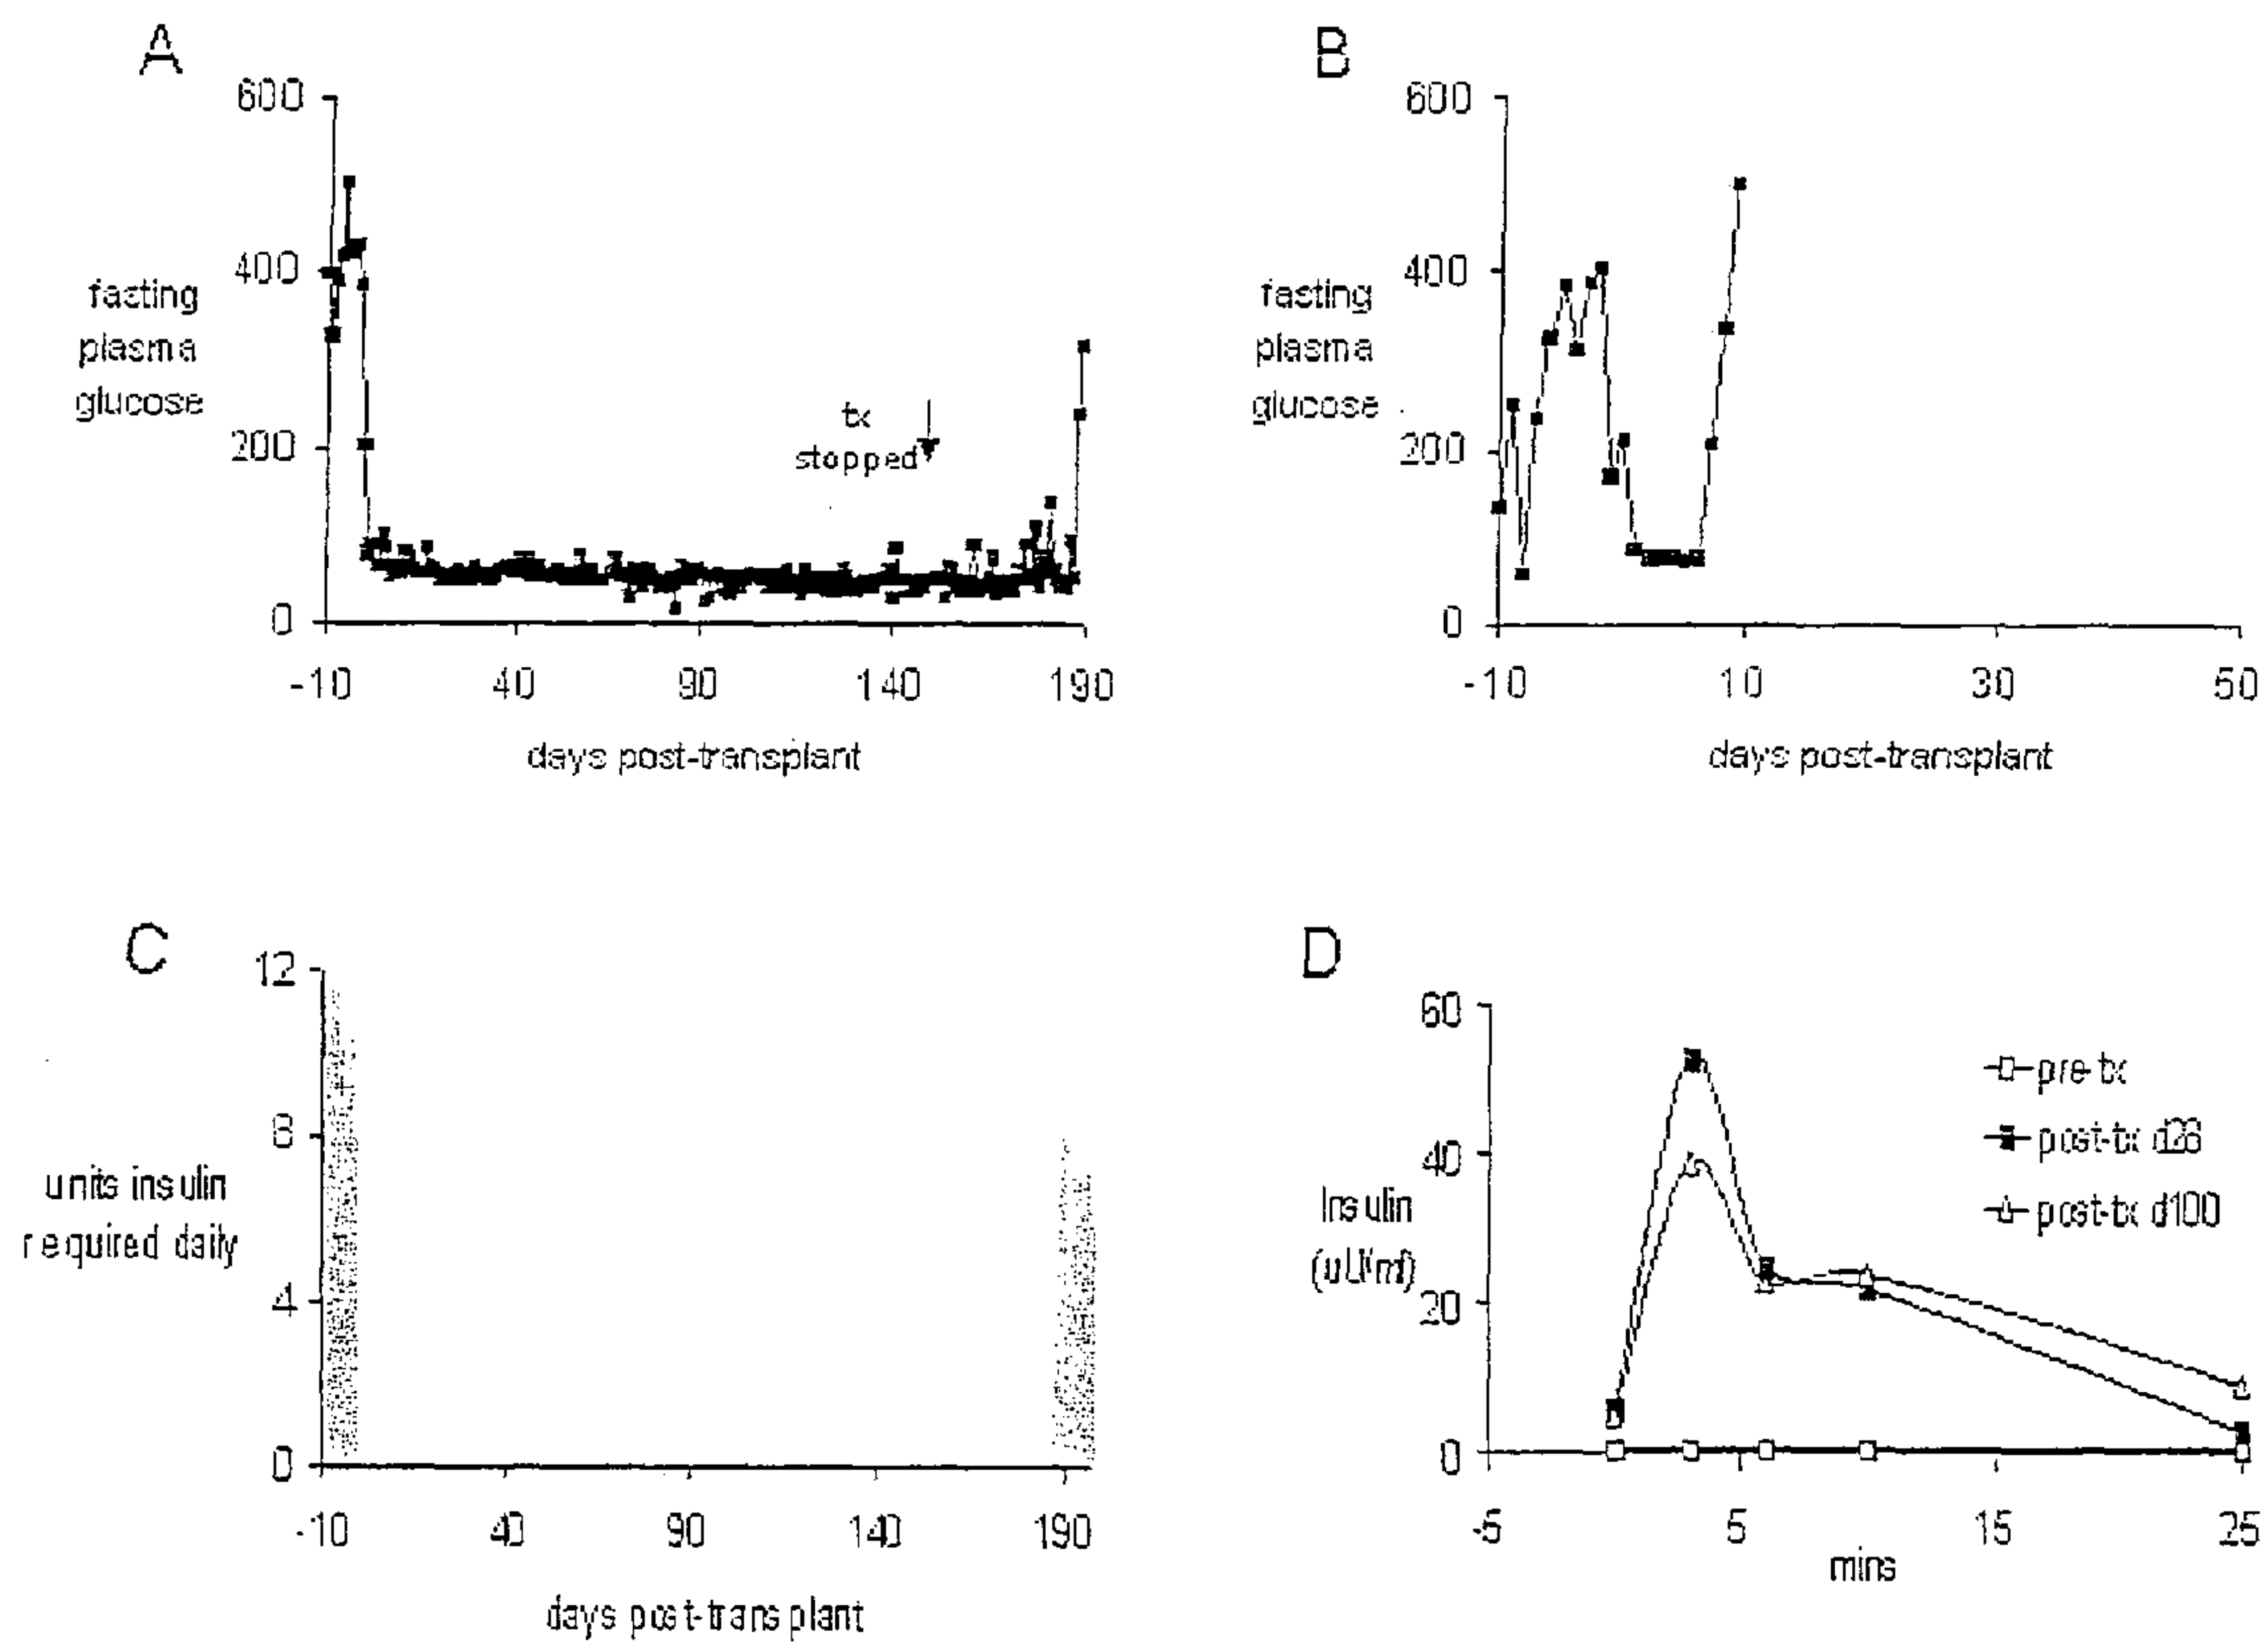 A
600
400
200
0
fasting
plasma
glucose
tx
stopped
-10 40 90 140 190
days post-transplant
B
600
400
200
0
fasting
plasma
glucose
-10 10 30 50
days post-transplant
C
12
8
4
0
units insulin
required daily
-10 40 90 140 190
days post-transplant
D
60
40
20
0
Insulin
(uU/ml)
pre-tx
post-tx d28
post-tx d100
-5 5 15 25
mins